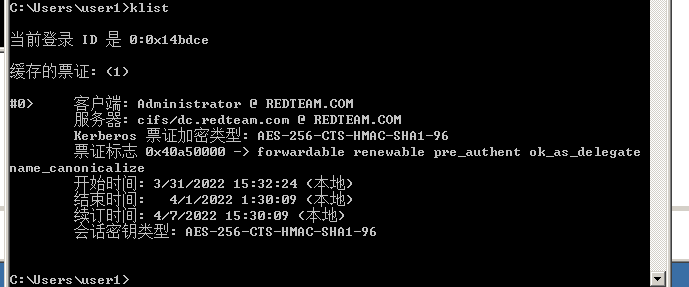 C:\Users\user1>klist
当前登录 ID 是 0:0x14bdce
缓存的票证: (1)
#0>     客户端: Administrator @ REDTEAM.COM
        服务器: cifs/dc.redteam.com @ REDTEAM.COM
        Kerberos 票证加密类型: AES-256-CTS-HMAC-SHA1-96
        票证标志 0x40a50000 -> forwardable renewable pre_authent ok_as_delegate
name_canonicalize
        开始时间: 3/31/2022 15:32:24 (本地)
        结束时间:   4/1/2022 1:30:09 (本地)
        续订时间: 4/7/2022 15:30:09 (本地)
        会话密钥类型: AES-256-CTS-HMAC-SHA1-96
C:\Users\user1>